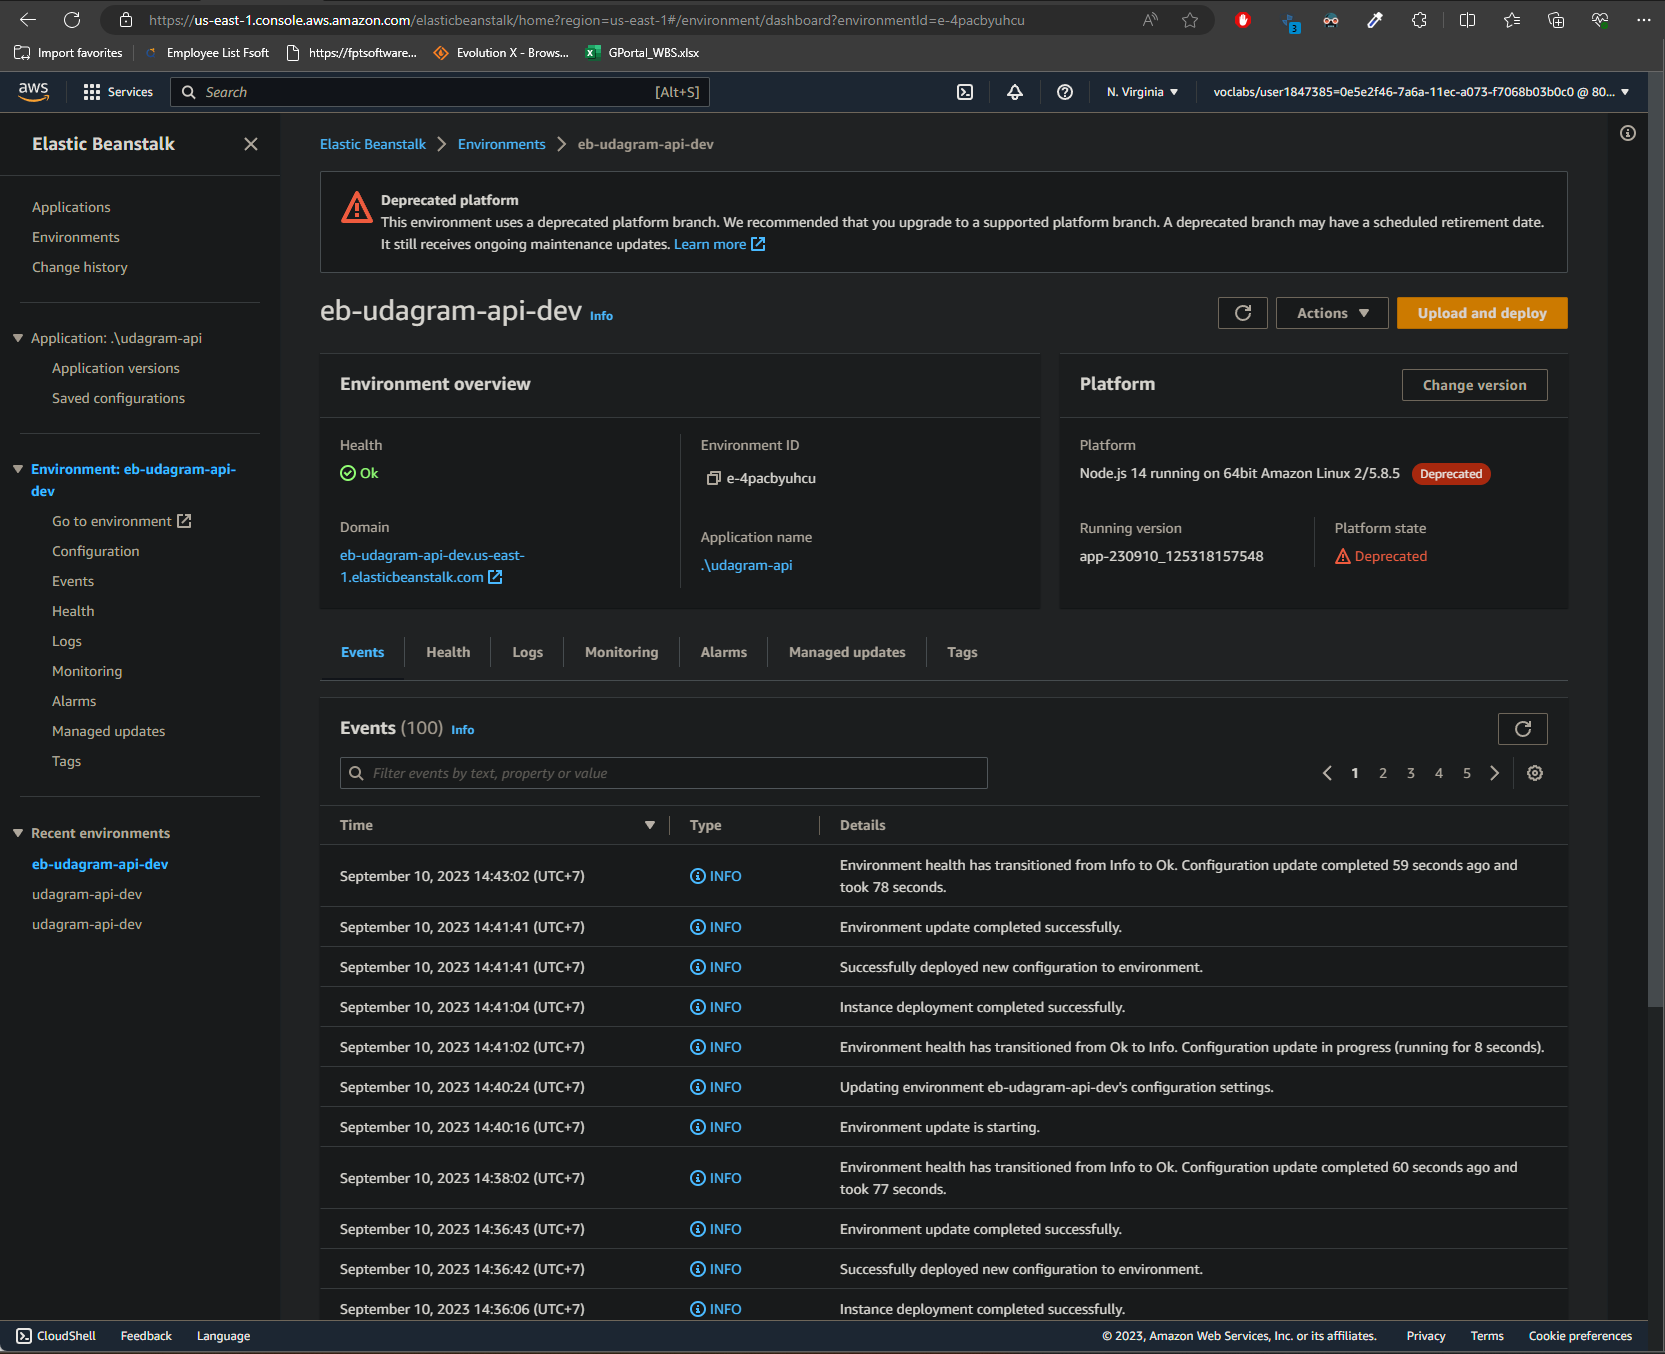 https://us-east-1.console.aws.amazon.com/elasticbeanstalk/home?region=us-east-1#/environment/dashboard?environmentId=e-4pacbyuhcu
3
Import favorites
Employee List Fsoft
https://fptsoftware...
Evolution X - Brows...
GPortal_WBS.xlsx
aws
Services
Search
[Alt+S]
N. Virginia
voclabs/user1847385=0e5e2f46-7a6a-11ec-a073-f7068b03b0c0 @ 80...
Elastic Beanstalk
Applications
Environments
Change history
Application: .\udagram-api
Application versions
Saved configurations
Environment: eb-udagram-api-
dev
Go to environment
Configuration
Events
Health
Logs
Monitoring
Alarms
Managed updates
Tags
Recent environments
eb-udagram-api-dev
udagram-api-dev
udagram-api-dev
Elastic Beanstalk
Environments
eb-udagram-api-dev
Deprecated platform
This environment uses a deprecated platform branch. We recommended that you upgrade to a supported platform branch. A deprecated branch may have a scheduled retirement date.
It still receives ongoing maintenance updates. Learn more
eb-udagram-api-dev Info
Actions
Upload and deploy
Environment overview
Health
Ok
Domain
eb-udagram-api-dev.us-east-
1.elasticbeanstalk.com
Environment ID
e-4pacbyuhcu
Application name
.\udagram-api
Platform
Change version
Platform
Node.js 14 running on 64bit Amazon Linux 2/5.8.5 Deprecated
Running version
app-230910_125318157548
Platform state
Deprecated
Events
Health
Logs
Monitoring
Alarms
Managed updates
Tags
Events (100) Info
Filter events by text, property or value
1 2 3 4 5
Time Type Details
September 10, 2023 14:43:02 (UTC+7) INFO Environment health has transitioned from Info to Ok. Configuration update completed 59 seconds ago and
took 78 seconds.
September 10, 2023 14:41:41 (UTC+7) INFO Environment update completed successfully.
September 10, 2023 14:41:41 (UTC+7) INFO Successfully deployed new configuration to environment.
September 10, 2023 14:41:04 (UTC+7) INFO Instance deployment completed successfully.
September 10, 2023 14:41:02 (UTC+7) INFO Environment health has transitioned from Ok to Info. Configuration update in progress (running for 8 seconds).
September 10, 2023 14:40:24 (UTC+7) INFO Updating environment eb-udagram-api-dev's configuration settings.
September 10, 2023 14:40:16 (UTC+7) INFO Environment update is starting.
September 10, 2023 14:38:02 (UTC+7) INFO Environment health has transitioned from Info to Ok. Configuration update completed 60 seconds ago and
took 77 seconds.
September 10, 2023 14:36:43 (UTC+7) INFO Environment update completed successfully.
September 10, 2023 14:36:42 (UTC+7) INFO Successfully deployed new configuration to environment.
September 10, 2023 14:36:06 (UTC+7) INFO Instance deployment completed successfully.
CloudShell
Feedback
Language
© 2023, Amazon Web Services, Inc. or its affiliates.
Privacy
Terms
Cookie preferences